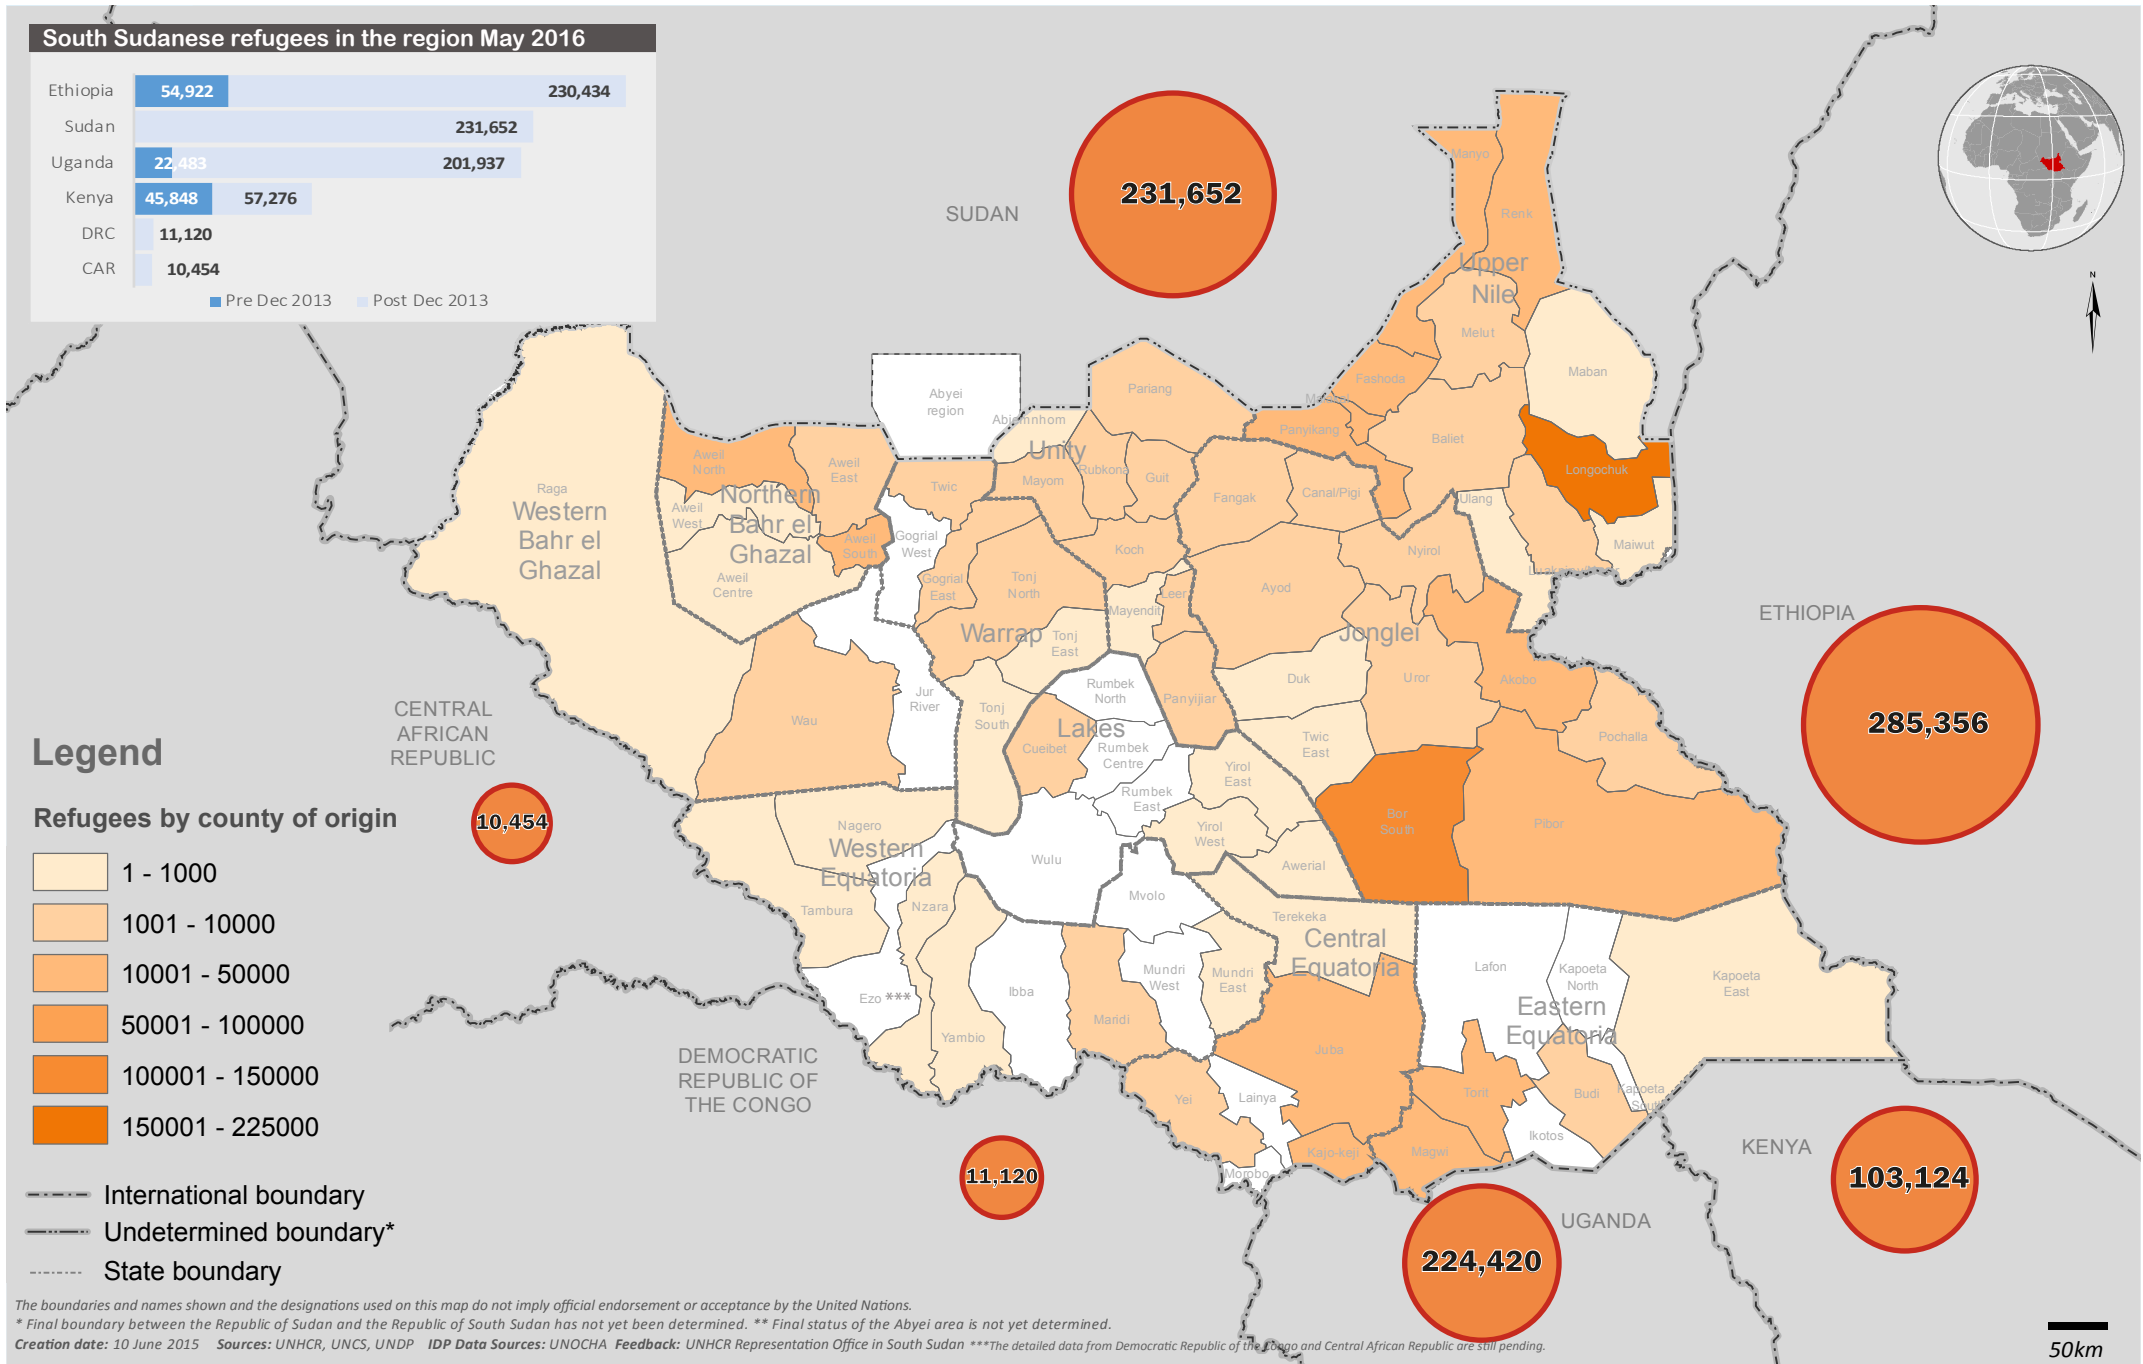 South Sudanese refugees in the region May 2016
Ethiopia 54,922 230,434
Sudan 231,652
Uganda 22,483 201,937
Kenya 45,848 57,276
DRC 11,120
CAR 10,454
Pre Dec 2013 Post Dec 2013
SUDAN
231,652
N
Manyo
Renk
Upper
Nile
Melut
Maban
Fashoda
Panyikang
Baliet
Longochuk
Ulang
Maiwut
Abyei
region
Pariang
Unity
Mayom
Rubkona
Guit
Koch
Mayendit
Leer
Panyijiar
Raga
Western
Bahr el
Ghazal
Wau
Jur
River
Aweil
North
Aweil
East
Aweil
West
Northern
Bahr el
Ghazal
Aweil
South
Aweil
Centre
Twic
Gogrial
West
Gogrial
East
Tonj
North
Warrap
Tonj
East
Tonj
South
Fangak
Canal/Pigi
Nyirol
Ayod
Jonglei
Duk
Uror
Akobo
Twic
East
Pochalla
Bor
South
Pibor
Rumbek
North
Lakes
Cueibet
Rumbek
Centre
Rumbek
East
Yirol
East
Yirol
West
Awerial
Wulu
Nagero
Western
Equatoria
Tambura
Nzara
Ezo ***
Yambio
Ibba
Maridi
Mvolo
Mundri
West
Mundri
East
Terekeka
Central
Equatoria
Juba
Yei
Lainya
Morobo
Kajo-keji
Lafon
Kapoeta
North
Kapoeta
East
Eastern
Equatoria
Torit
Budi
Kapoeta
South
Magwi
Ikotos
ETHIOPIA
285,356
CENTRAL
AFRICAN
REPUBLIC
10,454
DEMOCRATIC
REPUBLIC OF
THE CONGO
11,120
KENYA
103,124
UGANDA
224,420
Legend
Refugees by county of origin
1 - 1000
1001 - 10000
10001 - 50000
50001 - 100000
100001 - 150000
150001 - 225000
International boundary
Undetermined boundary*
State boundary
The boundaries and names shown and the designations used on this map do not imply official endorsement or acceptance by the United Nations.
* Final boundary between the Republic of Sudan and the Republic of South Sudan has not yet been determined. ** Final status of the Abyei area is not yet determined.
Creation date: 10 June 2015 Sources: UNHCR, UNCS, UNDP IDP Data Sources: UNOCHA Feedback: UNHCR Representation Office in South Sudan ***The detailed data from Democratic Republic of the Congo and Central African Republic are still pending.
50km